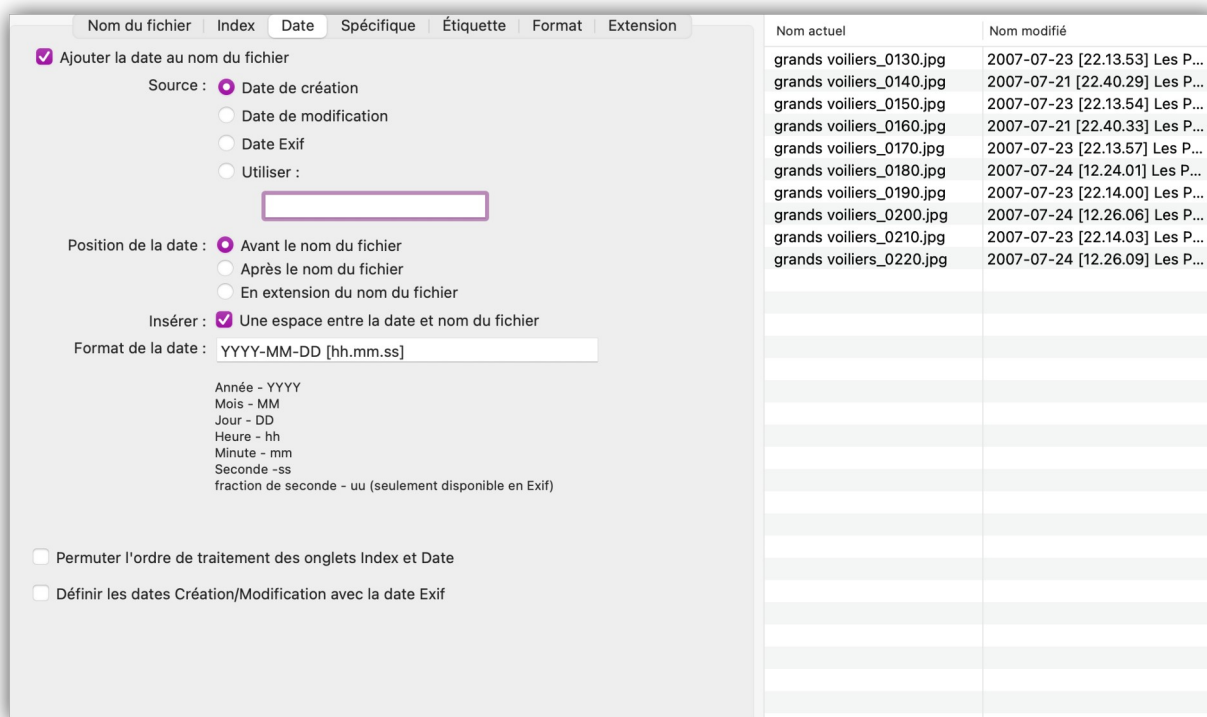 Nom du fichier Index Date Spécifique Étiquette Format Extension
Ajouter la date au nom du fichier
Source : Date de création
Date de modification
Date Exif
Utiliser :
Position de la date : Avant le nom du fichier
Après le nom du fichier
En extension du nom du fichier
Insérer : Une espace entre la date et nom du fichier
Format de la date : YYYY-MM-DD [hh.mm.ss]
Année - YYYY
Mois - MM
Jour - DD
Heure - hh
Minute - mm
Seconde -ss
fraction de seconde - uu (seulement disponible en Exif)
Permuter l'ordre de traitement des onglets Index et Date
Définir les dates Création/Modification avec la date Exif
Nom actuel Nom modifié
grands voiliers_0130.jpg 2007-07-23 [22.13.53] Les P...
grands voiliers_0140.jpg 2007-07-21 [22.40.29] Les P...
grands voiliers_0150.jpg 2007-07-23 [22.13.54] Les P...
grands voiliers_0160.jpg 2007-07-21 [22.40.33] Les P...
grands voiliers_0170.jpg 2007-07-23 [22.13.57] Les P...
grands voiliers_0180.jpg 2007-07-24 [12.24.01] Les P...
grands voiliers_0190.jpg 2007-07-23 [22.14.00] Les P...
grands voiliers_0200.jpg 2007-07-24 [12.26.06] Les P...
grands voiliers_0210.jpg 2007-07-23 [22.14.03] Les P...
grands voiliers_0220.jpg 2007-07-24 [12.26.09] Les P...